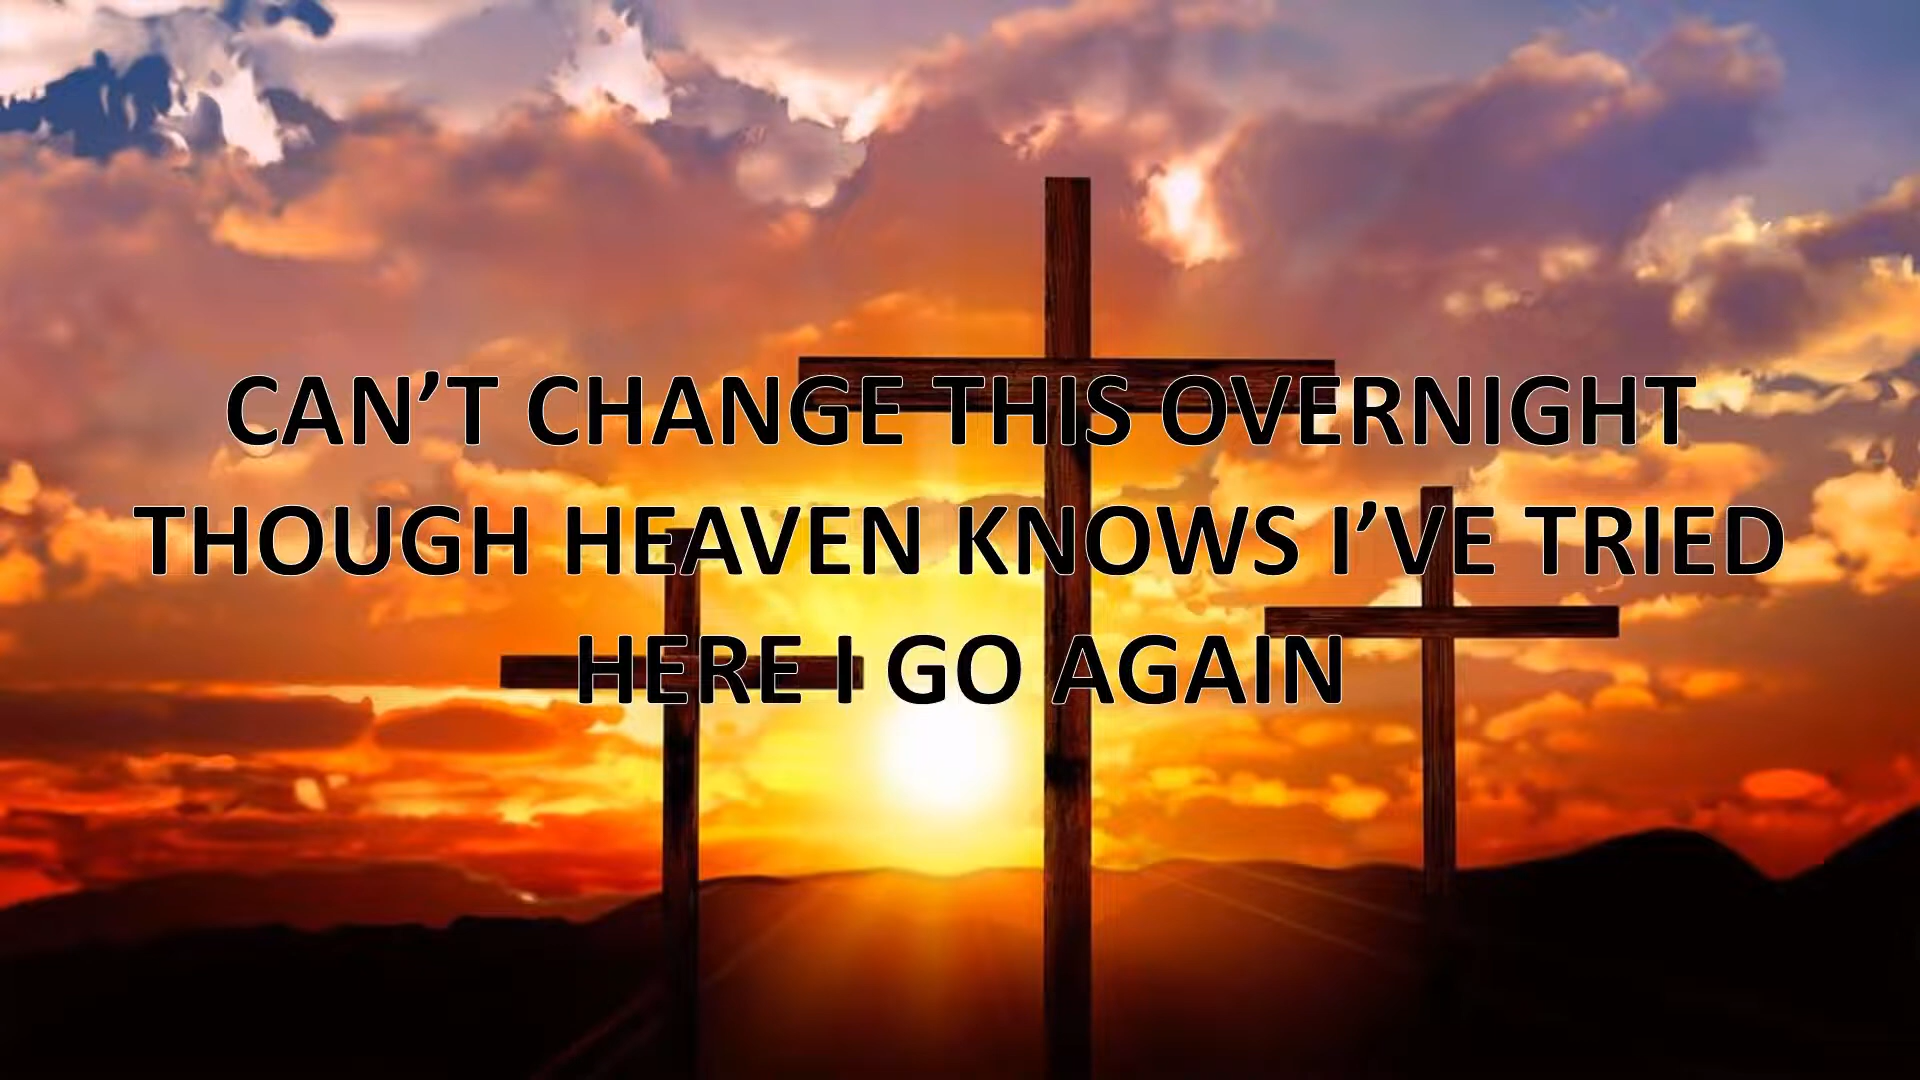 CAN’T CHANGE THIS OVERNIGHT
THOUGH HEAVEN KNOWS I’VE TRIED
HERE I GO AGAIN